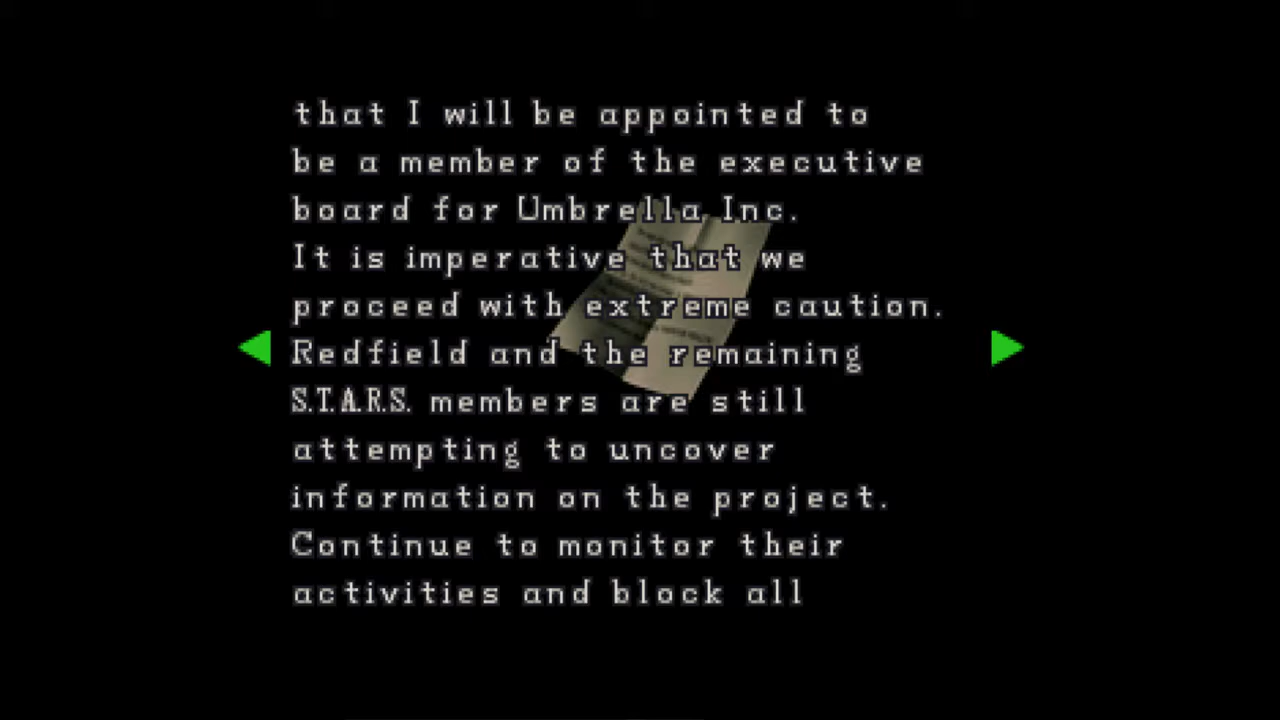 that I will be appointed to
be a member of the executive
board for Umbrella Inc.
It is imperative that we
proceed with extreme caution.
Redfield and the remaining
S.T.A.R.S. members are still
attempting to uncover
information on the project.
Continue to monitor their
activities and block all